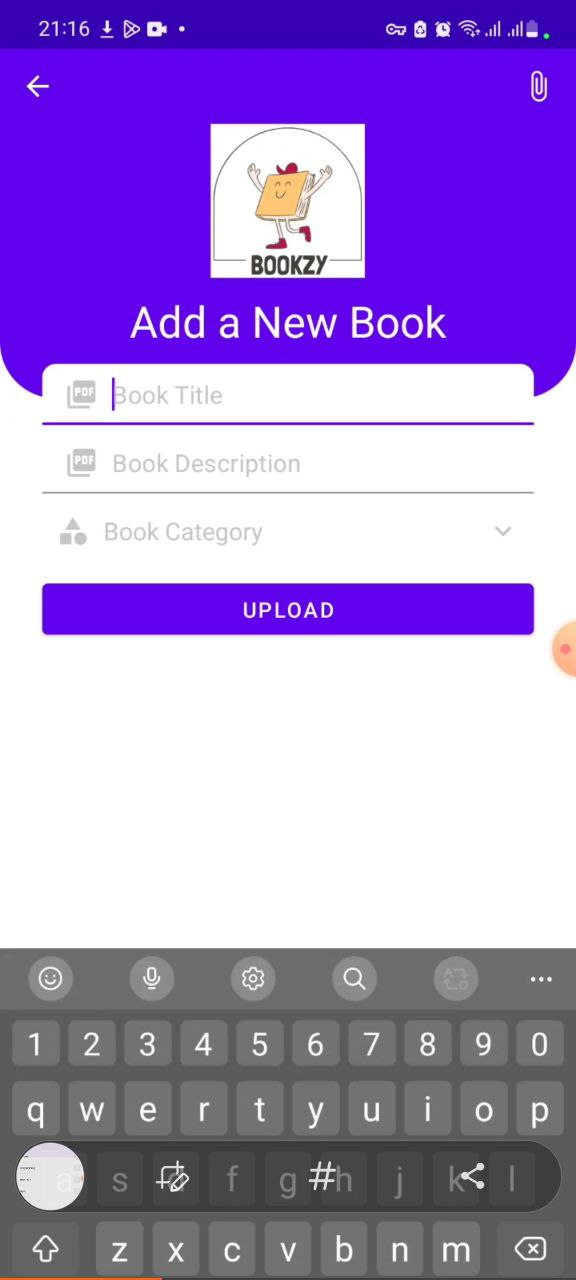 21:16
BOOKZY
Add a New Book
PDF Book Title
PDF Book Description
Book Category
UPLOAD
1 2 3 4 5 6 7 8 9 0
q w e r t y u i o p
a s d f g h j k l
#
z x c v b n m